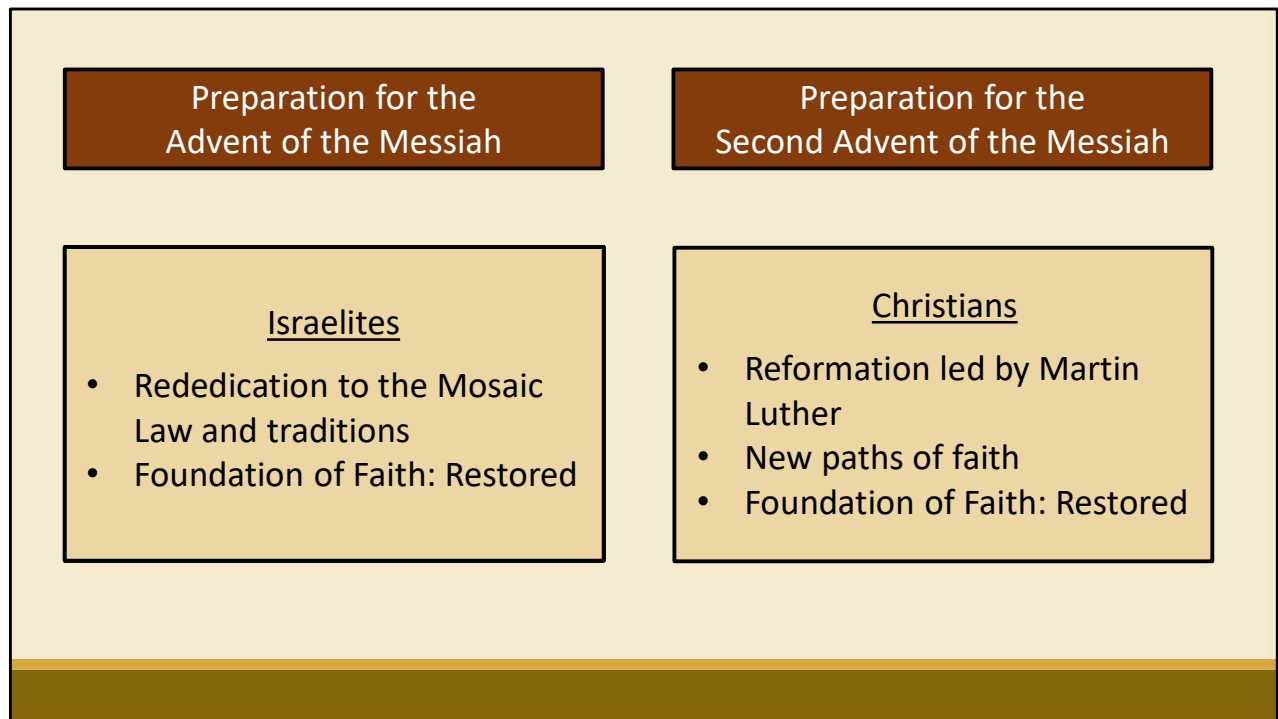 Preparation for the
Advent of the Messiah
Israelites
• Rededication to the Mosaic
Law and traditions
• Foundation of Faith: Restored
Preparation for the
Second Advent of the Messiah
Christians
• Reformation led by Martin
Luther
• New paths of faith
• Foundation of Faith: Restored